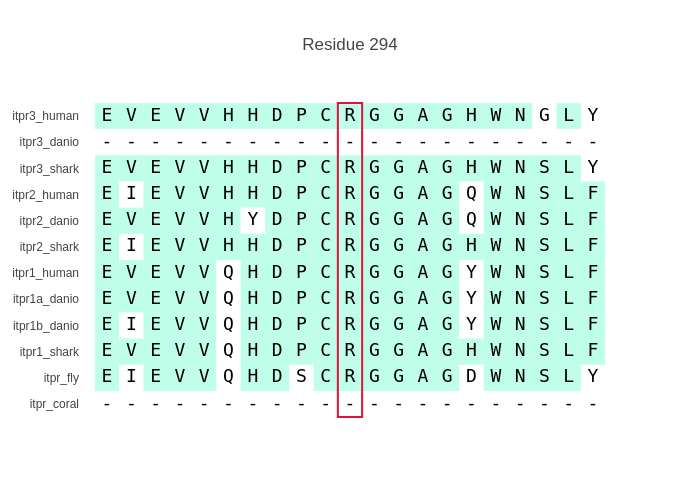 Residue 294
itpr3_human E V E V V H H D P C R G G A G H W N G L Y
itpr3_danio - - - - - - - - - - - - - - - - - - - - -
itpr3_shark E V E V V H H D P C R G G A G H W N S L Y
itpr2_human E I E V V H H D P C R G G A G Q W N S L F
itpr2_danio E V E V V H Y D P C R G G A G Q W N S L F
itpr2_shark E I E V V H H D P C R G G A G H W N S L F
itpr1_human E V E V V Q H D P C R G G A G Y W N S L F
itpr1a_danio E V E V V Q H D P C R G G A G Y W N S L F
itpr1b_danio E I E V V Q H D P C R G G A G Y W N S L F
itpr1_shark E V E V V Q H D P C R G G A G H W N S L F
itpr_fly E I E V V Q H D S C R G G A G D W N S L Y
itpr_coral - - - - - - - - - - - - - - - - - - - - -